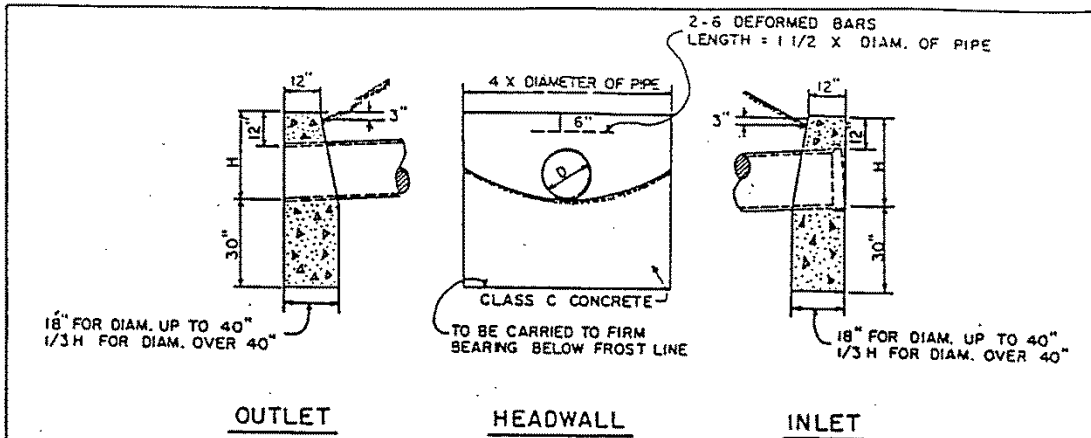 2-6 DEFORMED BARS
LENGTH = 1 1/2 X DIAM. OF PIPE
12"
4 X DIAMETER OF PIPE
12"
3"
6"
3"
12"
12"
H
D
H
30"
30"
CLASS C CONCRETE
18" FOR DIAM. UP TO 40"
1/3 H FOR DIAM. OVER 40"
TO BE CARRIED TO FIRM
BEARING BELOW FROST LINE
18" FOR DIAM. UP TO 40"
1/3 H FOR DIAM. OVER 40"
OUTLET
HEADWALL
INLET